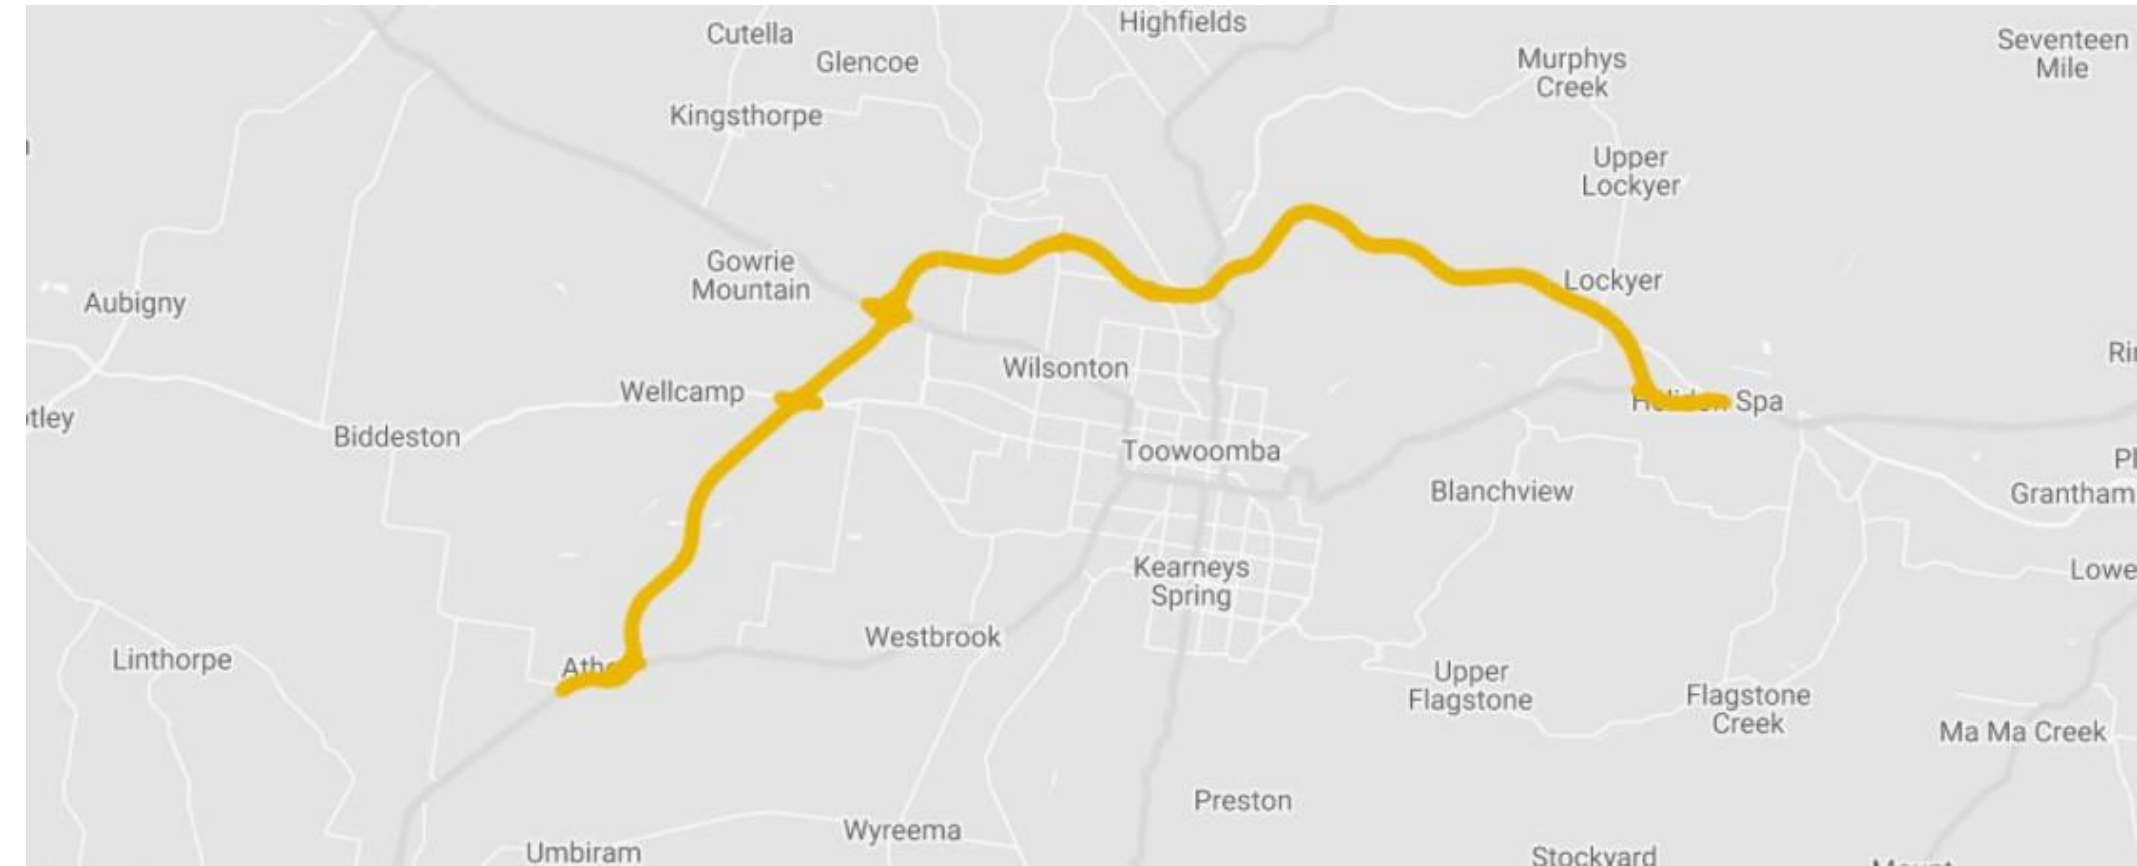 Highfields
Cutella
Glencoe
Seventeen
Mile
Murphys
Creek
Kingsthorpe
Upper
Lockyer
Gowrie
Mountain
Lockyer
Aubigny
Wilsonton
Wellcamp
Spa
Biddeston
Toowoomba
Blanchview
Grantham
Kearneys
Spring
Lowe
Westbrook
Linthorpe
Upper
Flagstone
Flagstone
Creek
Ma Ma Creek
Preston
Wyreema
Umbiram
Stockyard